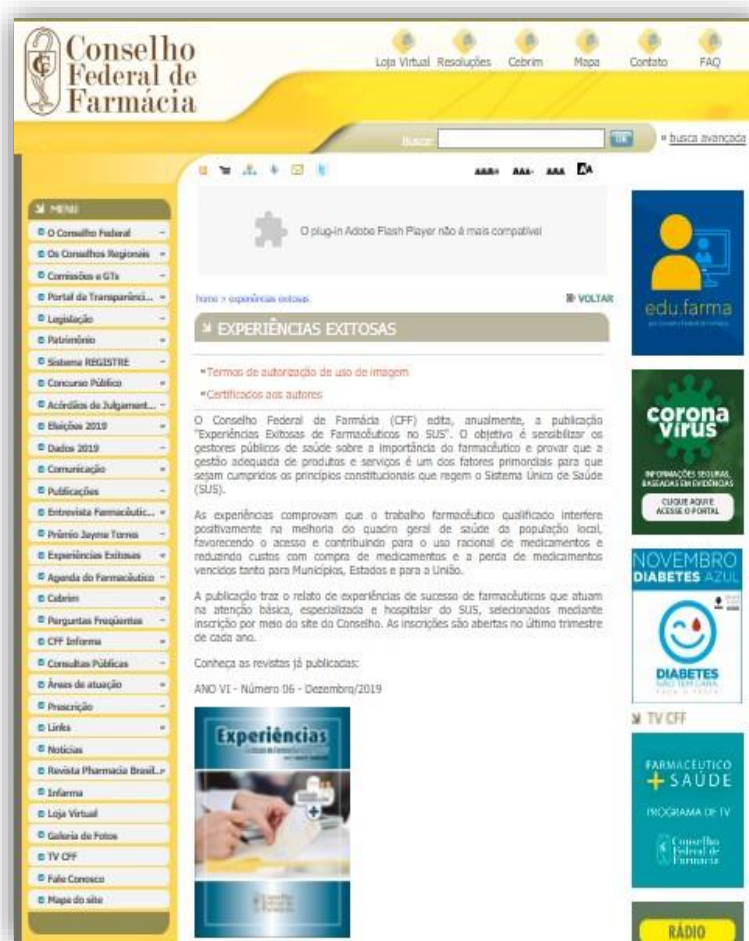 Conselho
Federal de
Farmácia
Loja Virtual Resoluções Cebrim Mapa Contato FAQ
Busca: OK » busca avançada
AAA+ AAA- AAA
MENU
O Conselho Federal
Os Conselhos Regionais
Comissões e GTs
Portal da Transparênci...
Legislação
Patrimônio
Sistema REGISTRE
Concurso Público
Acórdãos de Julgament...
Eleições 2019
Dados 2019
Comunicação
Publicações
Entrevista Farmacêutic...
Prêmio Jayme Torres
Experiências Exitosas
Agenda do Farmacêutico
Cebrim
Perguntas Freqüentes
CFF Informa
Consultas Públicas
Áreas de atuação
Prescrição
Links
Notícias
Revista Pharmacia Brasil...
Infarma
Loja Virtual
Galeria de Fotos
TV CFF
Fale Conosco
Mapa do site
O plug-in Adobe Flash Player não é mais compatível
home > experiências exitosas VOLTAR
EXPERIÊNCIAS EXITOSAS
Termos de autorização de uso de imagem
Certificados aos autores
O Conselho Federal de Farmácia (CFF) edita, anualmente, a publicação
"Experiências Exitosas de Farmacêuticos no SUS". O objetivo é sensibilizar os
gestores públicos de saúde sobre a importância do farmacêutico e provar que a
gestão adequada de produtos e serviços é um dos fatores primordiais para que
sejam cumpridos os princípios constitucionais que regem o Sistema Único de Saúde
(SUS).
As experiências comprovam que o trabalho farmacêutico qualificado interfere
positivamente na melhoria do quadro geral de saúde da população local,
favorecendo o acesso e contribuindo para o uso racional de medicamentos e
reduzindo custos com compra de medicamentos e a perda de medicamentos
vencidos tanto para Municípios, Estados e para a União.
A publicação traz o relato de experiências de sucesso de farmacêuticos que atuam
na atenção básica, especializada e hospitalar do SUS, selecionados mediante
inscrição por meio do site do Conselho. As inscrições são abertas no último trimestre
de cada ano.
Conheça as revistas já publicadas:
ANO VI - Número 06 - Dezembro/2019
Experiências
Conselho
Federal de
Farmácia
edu.farma
corona
vírus
INFORMAÇÕES SEGURAS,
BASEADAS EM EVIDÊNCIAS
CLIQUE AQUI E
ACESSE O PORTAL
NOVEMBRO
DIABETES AZUL
DIABETES
NÃO TEM CARA
TV CFF
FARMACÊUTICO
+ SAÚDE
PROGRAMA DE TV
Conselho
Federal de
Farmácia
RÁDIO